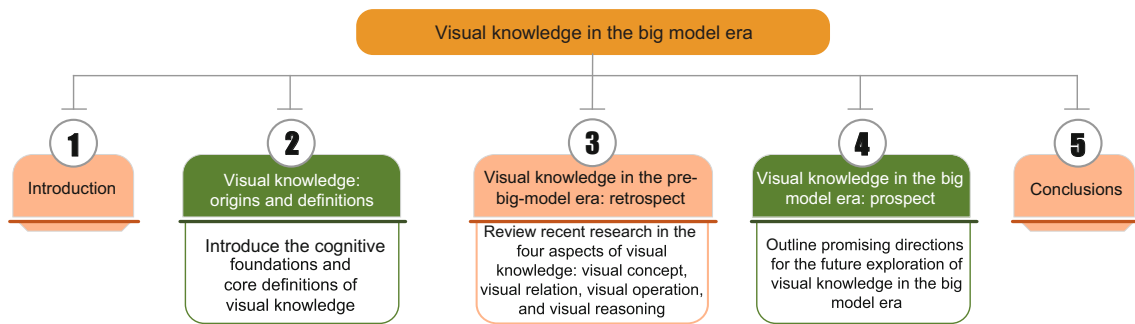 Visual knowledge in the big model era
1
Introduction
2
Visual knowledge:
origins and definitions
Introduce the cognitive
foundations and
core definitions of
visual knowledge
3
Visual knowledge in the pre-
big-model era: retrospect
Review recent research in the
four aspects of visual
knowledge: visual concept,
visual relation, visual operation,
and visual reasoning
4
Visual knowledge in the big
model era: prospect
Outline promising directions
for the future exploration of
visual knowledge in the big
model era
5
Conclusions